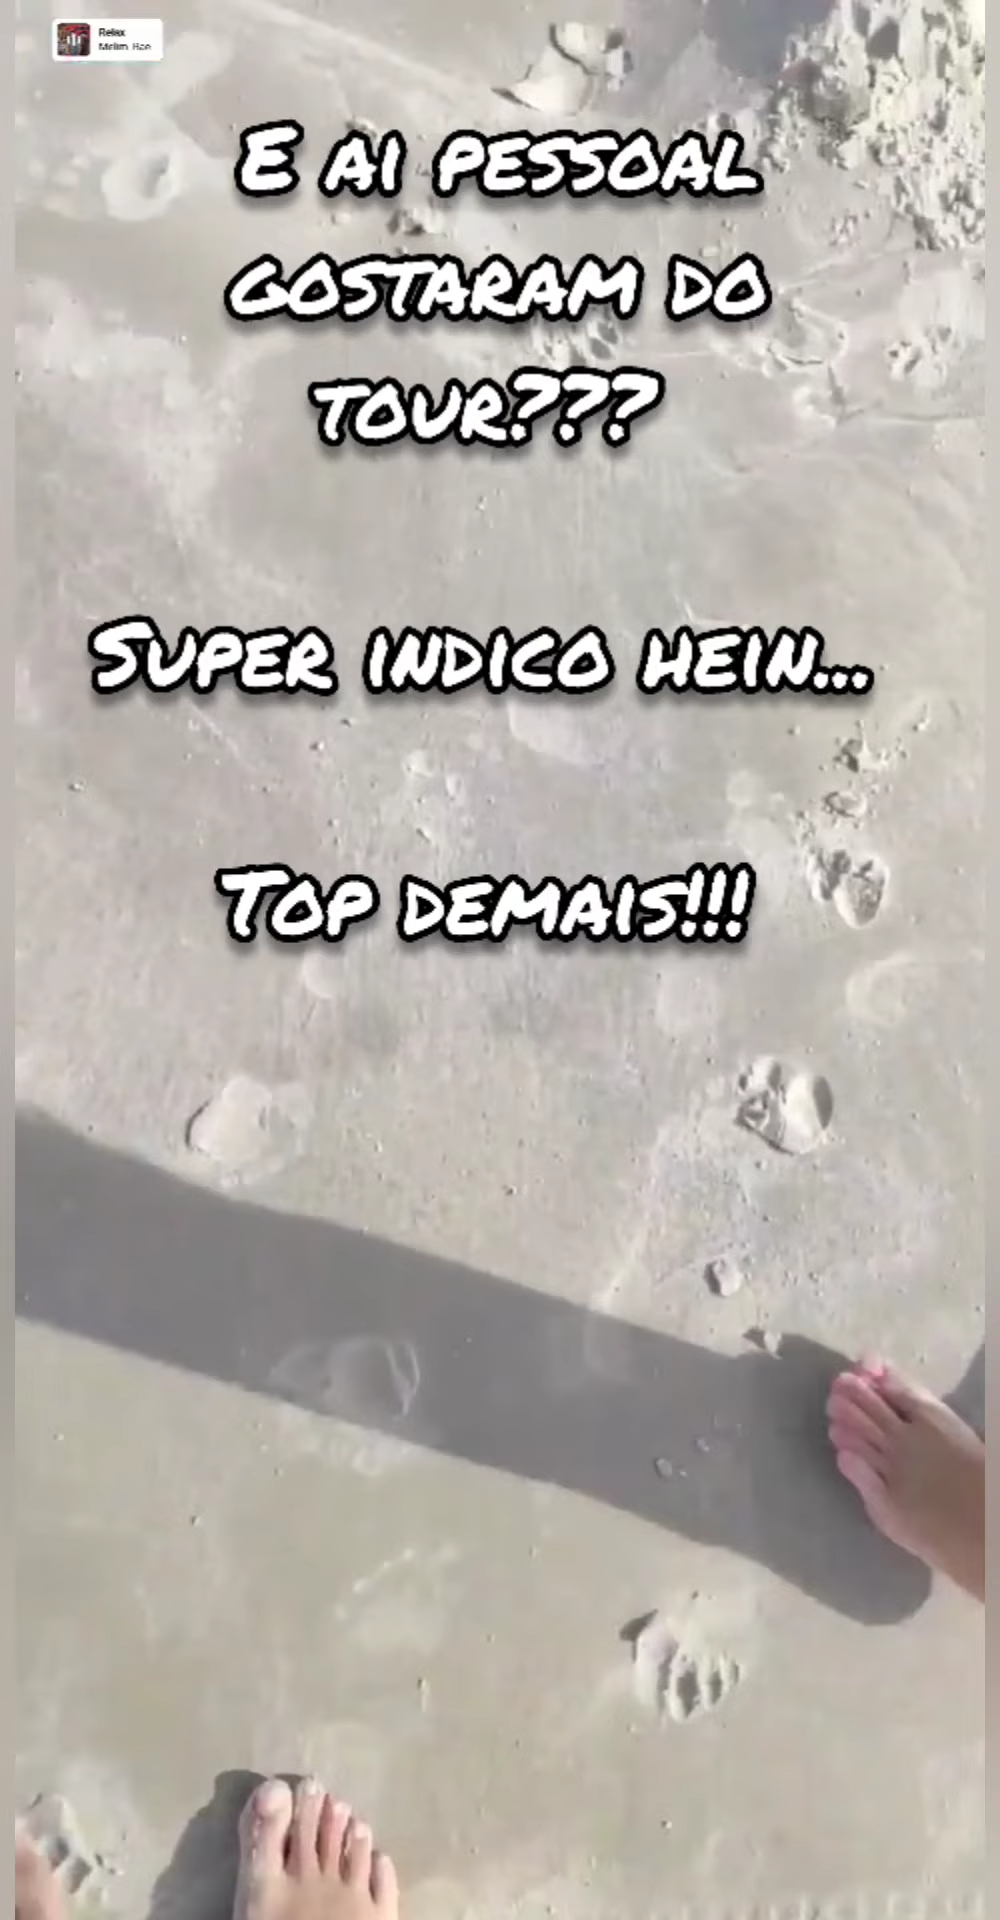 Relax
E ai pessoal
gostaram do
tour???
Super indico hein...
Top demais!!!